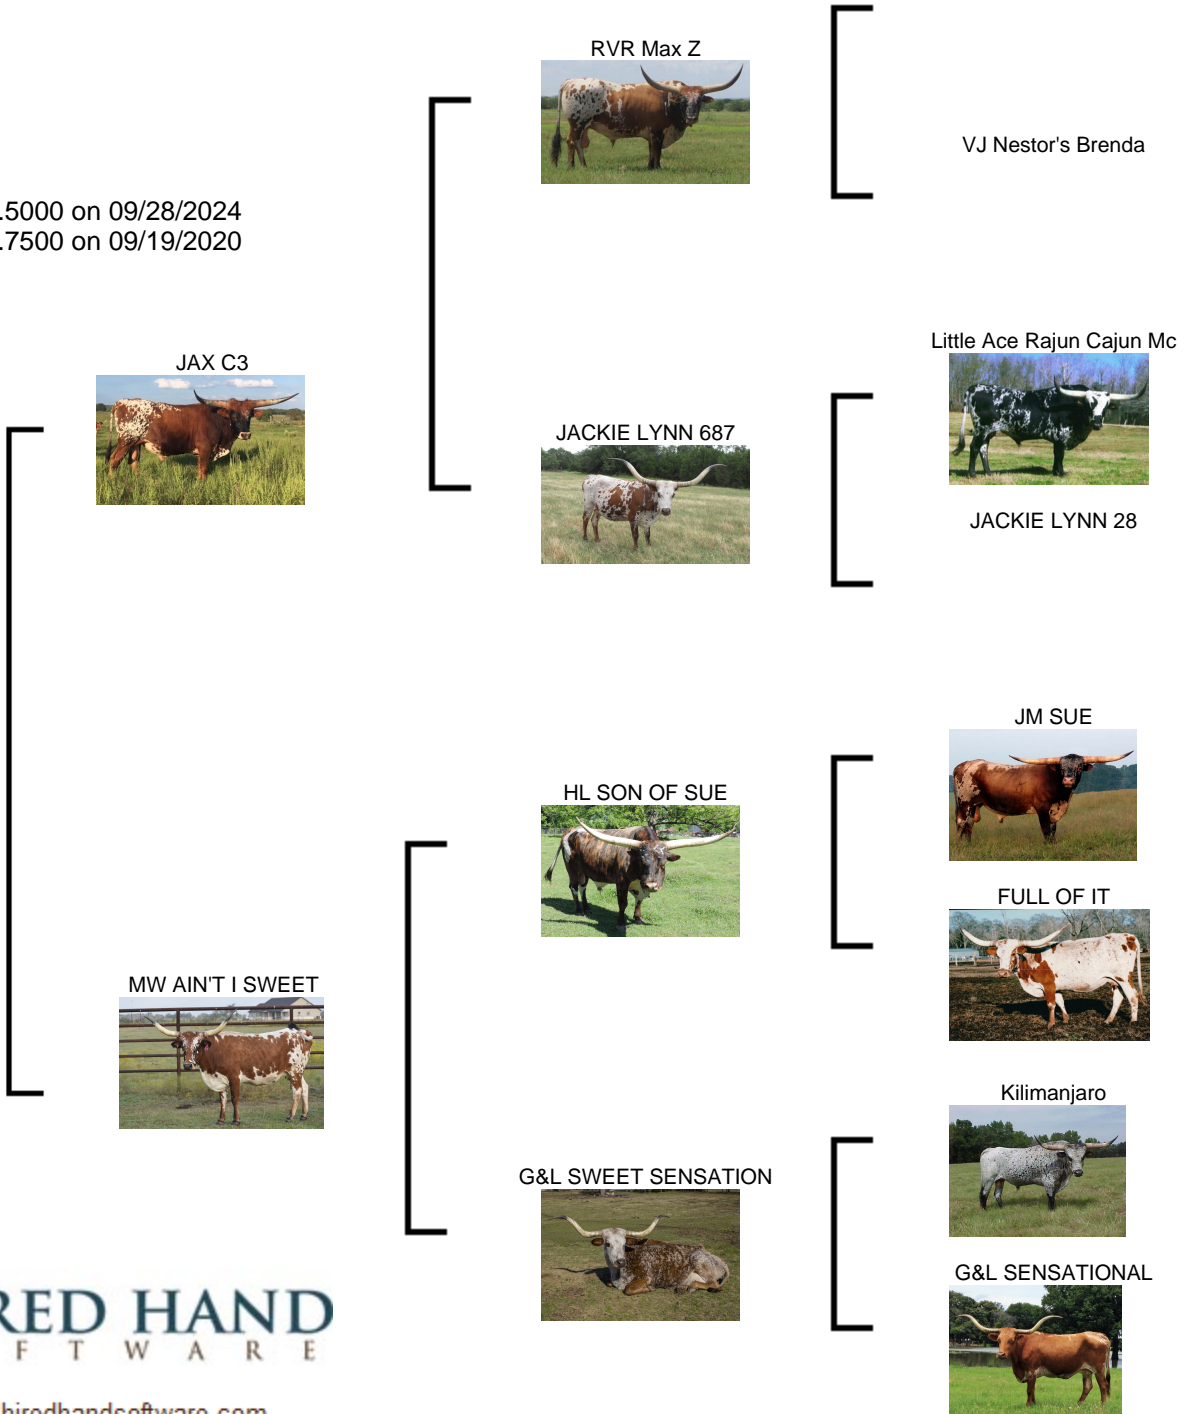 RVR Max Z
VJ Nestor's Brenda
.5000 on 09/28/2024
.7500 on 09/19/2020
Little Ace Rajun Cajun Mc
JAX C3
JACKIE LYNN 687
JACKIE LYNN 28
JM SUE
HL SON OF SUE
FULL OF IT
MW AIN'T I SWEET
Kilimanjaro
G&L SWEET SENSATION
G&L SENSATIONAL
RED HAND
F T W A R E
hiredhandsoftware.com